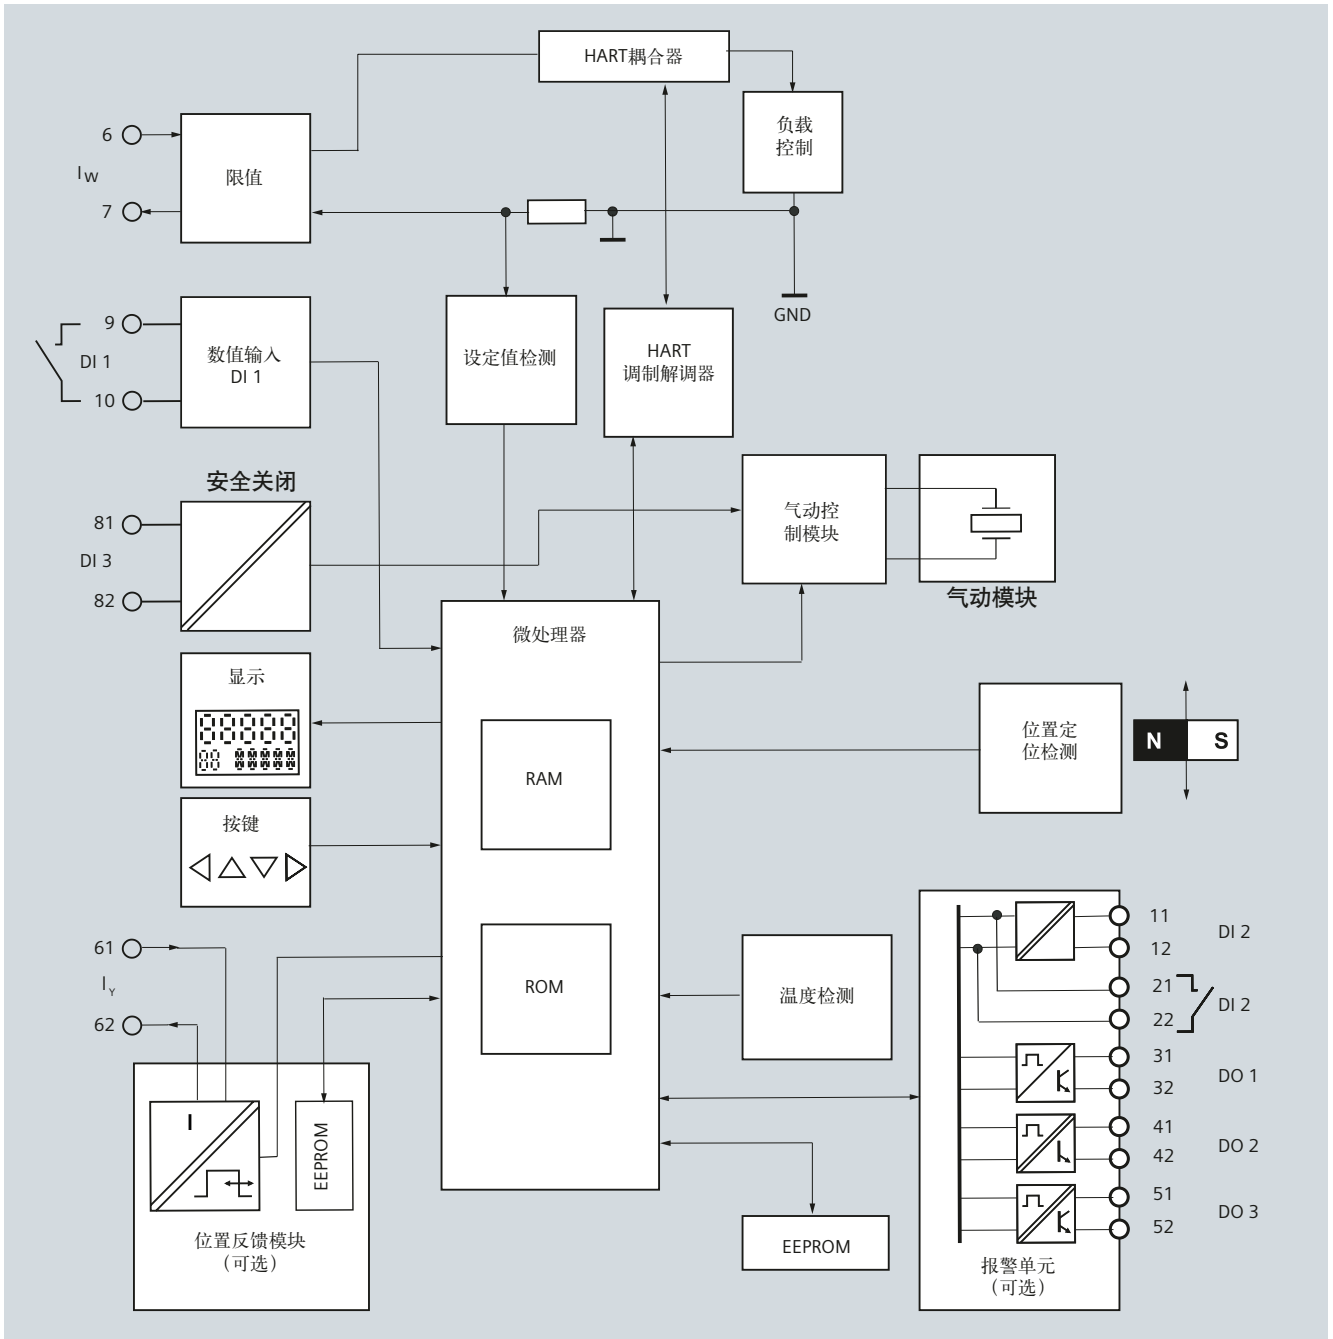 HART耦合器
负载
控制
6
I W
7
限值
GND
9
DI 1
10
数值输入
DI 1
设定值检测
HART
调制解调器
安全关闭
81
DI 3
82
气动控
制模块
气动模块
微处理器
显示
RAM
位置定
位检测
N
S
按键
ROM
61
I Y
62
温度检测
11
12
DI 2
21
22
DI 2
31
32
DO 1
41
42
DO 2
51
52
DO 3
I
EEPROM
位置反馈模块
（可选）
EEPROM
报警单元
（可选）